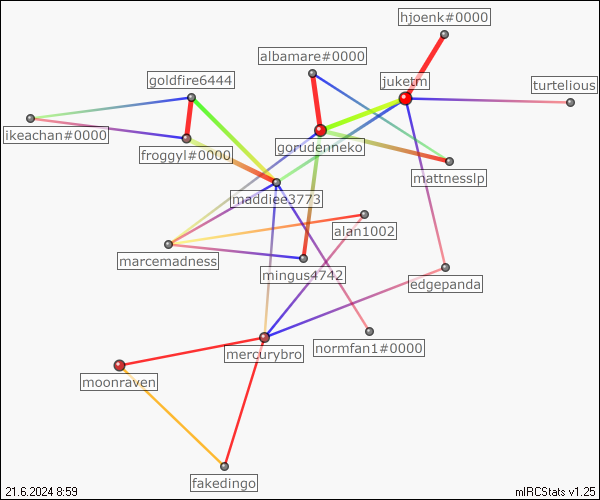 hjoenk#0000
albamare#0000
goldfire6444
juketm
turtelious
ikeachan#0000
froggyl#0000
gorudenneko
mattnesslp
maddiee3773
alan1002
marcemadness
mingus4742
edgepanda
normfan1#0000
mercurybro
moonraven
fakedingo
21.6.2024 8:59
mIRCStats v1.25